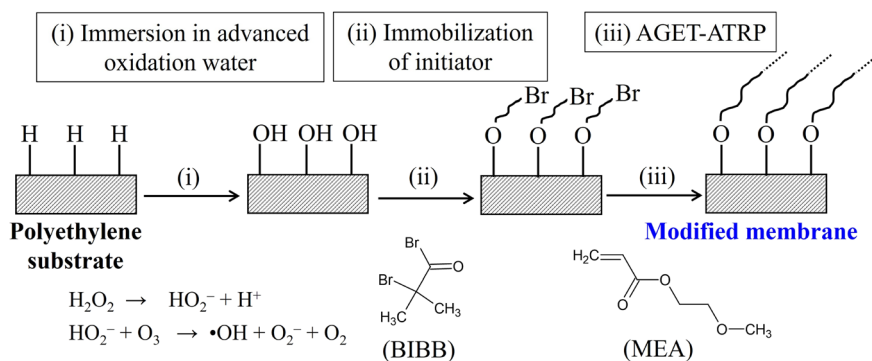 (i) Immersion in advanced
oxidation water
(ii) Immobilization
of initiator
(iii) AGET-ATRP
H H H
(i)
OH OH OH
(ii)
Br Br Br
O O O
(iii)
O O O
Polyethylene
substrate
Modified membrane
H₂O₂ → HO₂⁻ + H⁺
HO₂⁻ + O₃ → •OH + O₂⁻ + O₂
Br
O
Br
CH₃
H₃C
(BIBB)
H₂C
O
O
O
CH₃
(MEA)